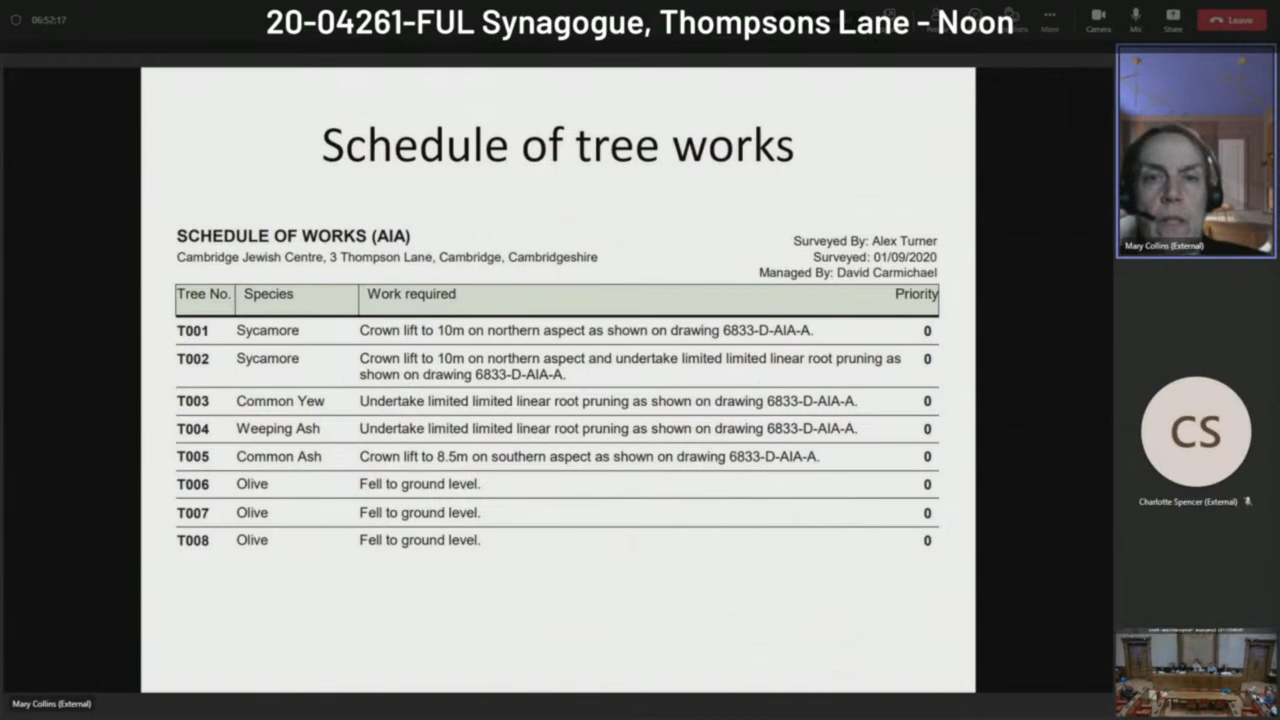 06:52:17
20-04261-FUL Synagogue, Thompsons Lane - Noon
More
Camera
Mic
Share
Leave
Schedule of tree works
SCHEDULE OF WORKS (AIA)
Cambridge Jewish Centre, 3 Thompson Lane, Cambridge, Cambridgeshire
Surveyed By: Alex Turner
Surveyed: 01/09/2020
Managed By: David Carmichael
Tree No. Species Work required Priority
T001 Sycamore Crown lift to 10m on northern aspect as shown on drawing 6833-D-AIA-A. 0
T002 Sycamore Crown lift to 10m on northern aspect and undertake limited limited linear root pruning as 0
shown on drawing 6833-D-AIA-A.
T003 Common Yew Undertake limited limited linear root pruning as shown on drawing 6833-D-AIA-A. 0
T004 Weeping Ash Undertake limited limited linear root pruning as shown on drawing 6833-D-AIA-A. 0
T005 Common Ash Crown lift to 8.5m on southern aspect as shown on drawing 6833-D-AIA-A. 0
T006 Olive Fell to ground level. 0
T007 Olive Fell to ground level. 0
T008 Olive Fell to ground level. 0
Mary Collins (External)
CS
Charlotte Spencer (External)
Mary Collins (External)